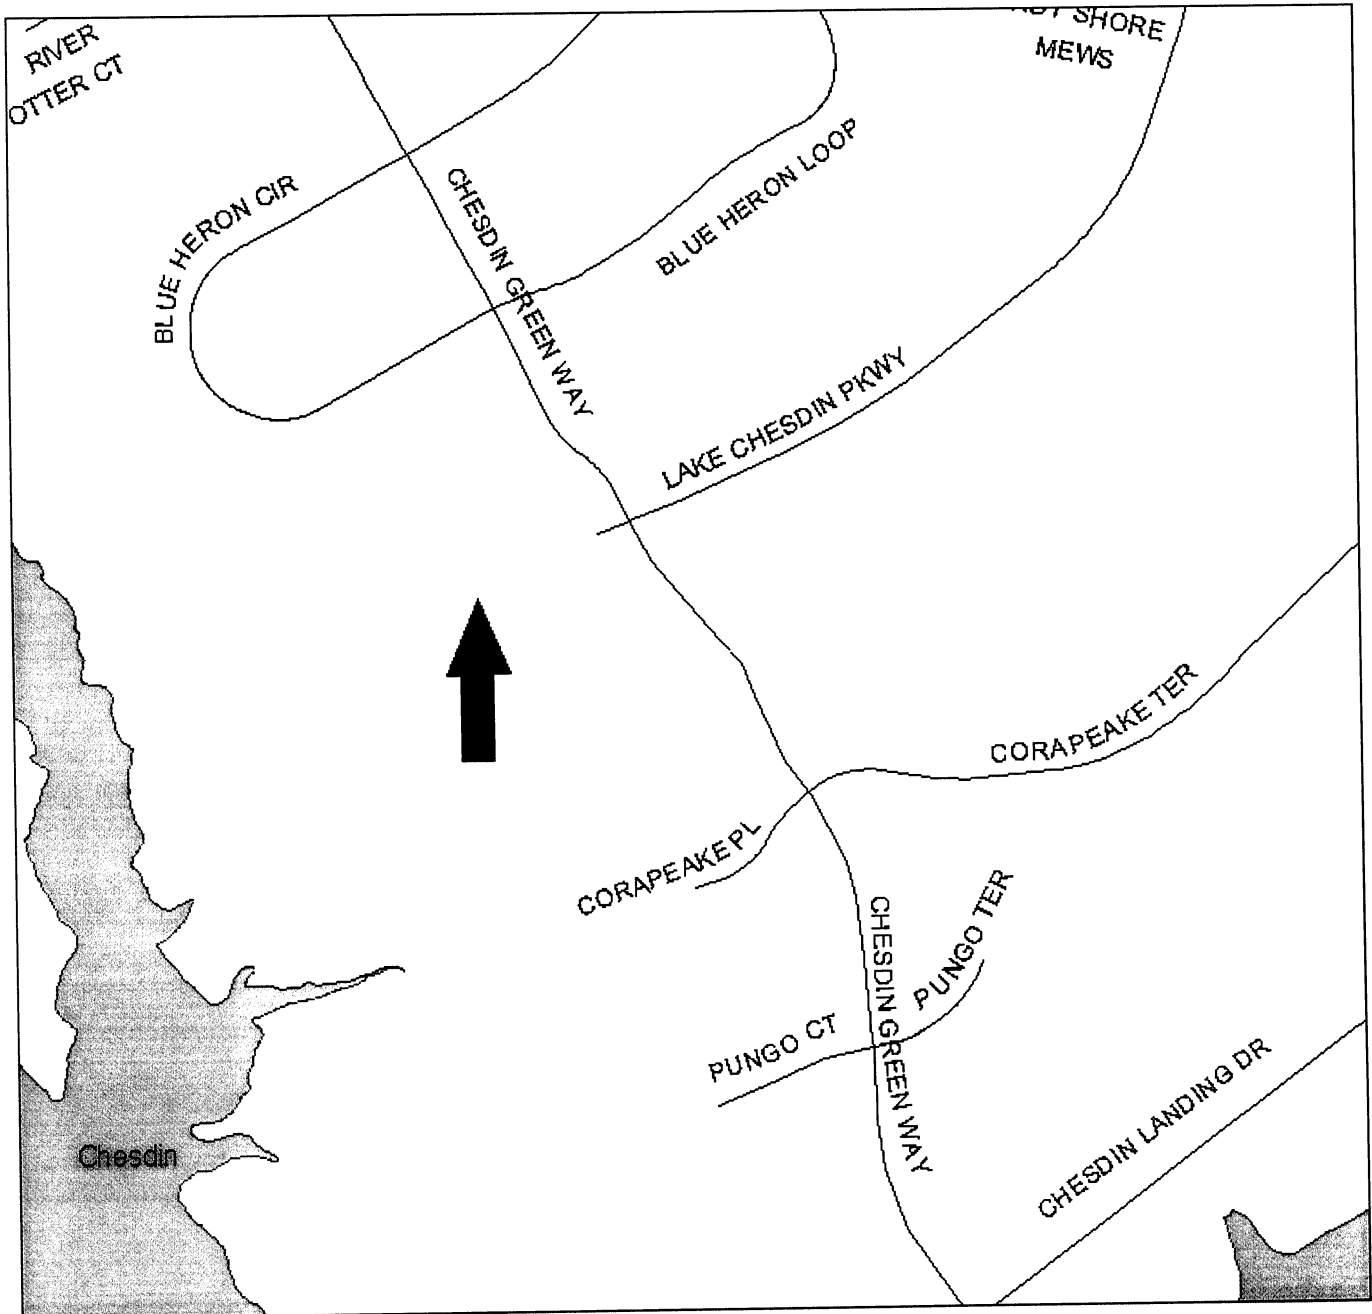 SHORE
MEWS
RIVER
OTTER CT
BLUE HERON CIR
CHESDIN GREEN WAY
BLUE HERON LOOP
LAKE CHESDIN PKWY
CORAPEAKE TER
CORAPEAKE PL
CHESDIN GREEN WAY
PUNGO TER
PUNGO CT
CHESDIN LANDING DR
Chesdin